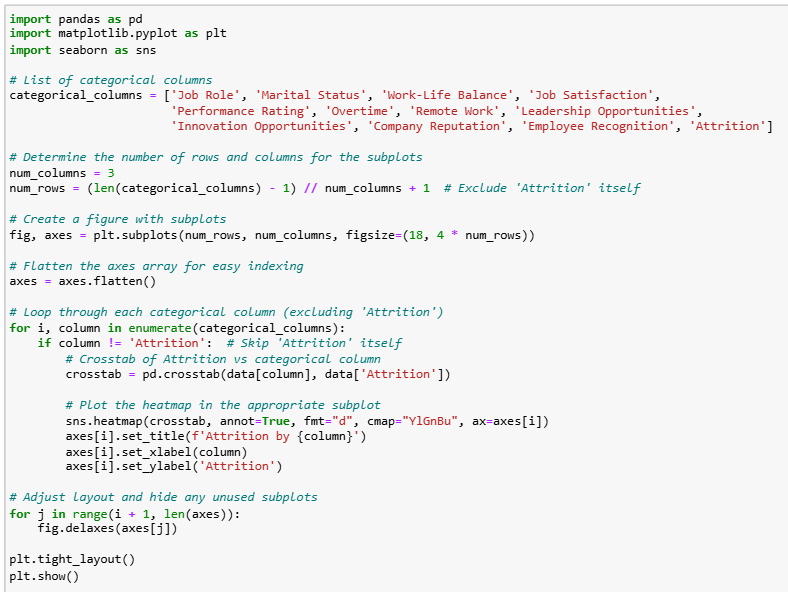 import pandas as pd
import matplotlib.pyplot as plt
import seaborn as sns

# List of categorical columns
categorical_columns = ['Job Role', 'Marital Status', 'Work-Life Balance', 'Job Satisfaction',
                       'Performance Rating', 'Overtime', 'Remote Work', 'Leadership Opportunities',
                       'Innovation Opportunities', 'Company Reputation', 'Employee Recognition', 'Attrition']

# Determine the number of rows and columns for the subplots
num_columns = 3
num_rows = (len(categorical_columns) - 1) // num_columns + 1  # Exclude 'Attrition' itself

# Create a figure with subplots
fig, axes = plt.subplots(num_rows, num_columns, figsize=(18, 4 * num_rows))

# Flatten the axes array for easy indexing
axes = axes.flatten()

# Loop through each categorical column (excluding 'Attrition')
for i, column in enumerate(categorical_columns):
    if column != 'Attrition':  # Skip 'Attrition' itself
        # Crosstab of Attrition vs categorical column
        crosstab = pd.crosstab(data[column], data['Attrition'])

        # Plot the heatmap in the appropriate subplot
        sns.heatmap(crosstab, annot=True, fmt="d", cmap="YlGnBu", ax=axes[i])
        axes[i].set_title(f'Attrition by {column}')
        axes[i].set_xlabel(column)
        axes[i].set_ylabel('Attrition')

# Adjust layout and hide any unused subplots
for j in range(i + 1, len(axes)):
    fig.delaxes(axes[j])

plt.tight_layout()
plt.show()